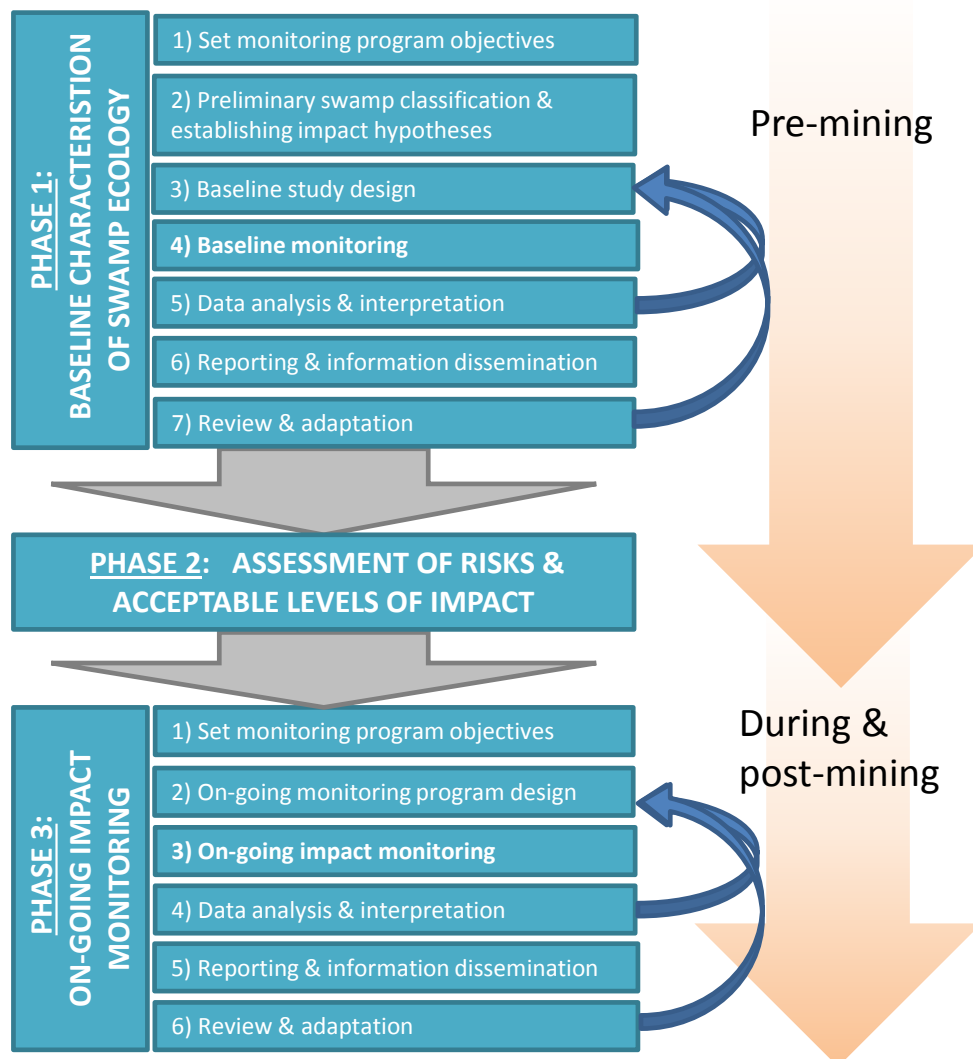 PHASE 1:
BASELINE CHARACTERISTION
OF SWAMP ECOLOGY
1) Set monitoring program objectives
2) Preliminary swamp classification &
establishing impact hypotheses
3) Baseline study design
4) Baseline monitoring
5) Data analysis & interpretation
6) Reporting & information dissemination
7) Review & adaptation
Pre-mining
PHASE 2: ASSESSMENT OF RISKS &
ACCEPTABLE LEVELS OF IMPACT
PHASE 3:
ON-GOING IMPACT
MONITORING
1) Set monitoring program objectives
2) On-going monitoring program design
3) On-going impact monitoring
4) Data analysis & interpretation
5) Reporting & information dissemination
6) Review & adaptation
During &
post-mining